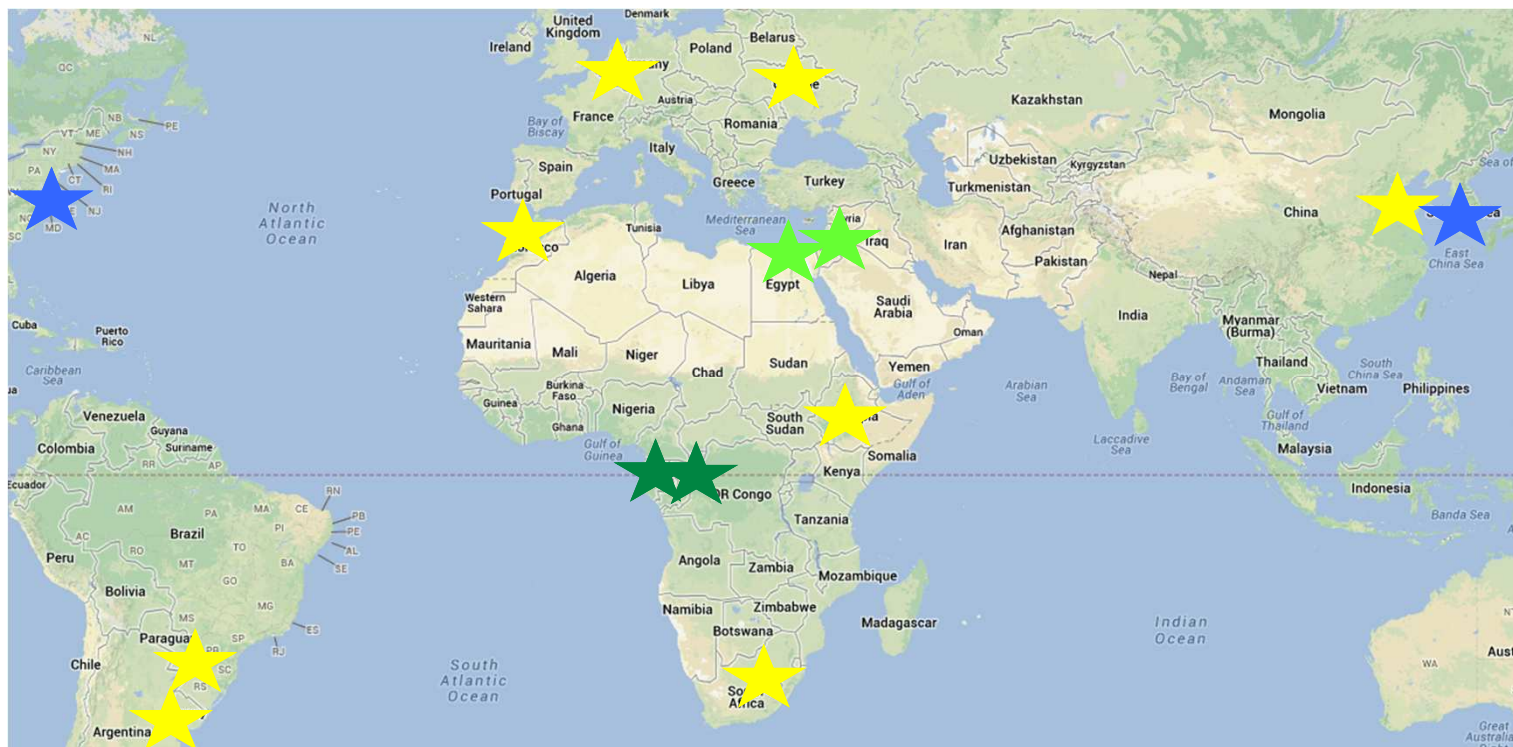 Denmark
United
Kingdom
Ireland
Belarus
Poland
NL
QC
any
Austria
Kazakhstan
France
Mongolia
NB
PE
Bay of
Biscay
Romania
VT
ME
NS
NY
NH
Italy
Uzbekistan
Kyrgyzstan
PA
MA
Spain
CT
Greece
Turkey
Turkmenistan
RI
Portugal
NJ
MD
SC
North
Atlantic
Ocean
Mediterranean
Sea
Tunisia
China
Afghanistan
Iraq
Iran
East
China Sea
Pakistan
Algeria
Libya
Egypt
Nepal
Western
Sahara
Saudi
Arabia
India
Myanmar
(Burma)
Cuba
Puerto
Rico
Oman
Mauritania
Mali
Niger
Sudan
Thailand
Chad
Yemen
South
China Sea
Caribbean
Sea
Gulf of
Aden
Arabian
Sea
Bay of
Bengal
Andaman
Sea
Vietnam
Philippines
Burkina
Faso
Guinea
Nigeria
Venezuela
South
Sudan
Gulf of
Thailand
Ghana
Guyana
Suriname
Colombia
Gulf of
Guinea
Laccadive
Sea
Malaysia
Somalia
RR
AP
Kenya
Ecuador
DR Congo
Indonesia
RN
AM
PA
MA
CE
PB
Banda Sea
Tanzania
PI
PE
Brazil
AC
RO
TO
AL
Peru
MT
BA
SE
Angola
Zambia
Mozambique
GO
Bolivia
MG
Namibia
Zimbabwe
MS
Madagascar
ES
Botswana
Indian
Ocean
Paragua
SP
PR
RJ
Chile
SC
WA
RS
South
Atlantic
Ocean
Africa
Argentina
Great